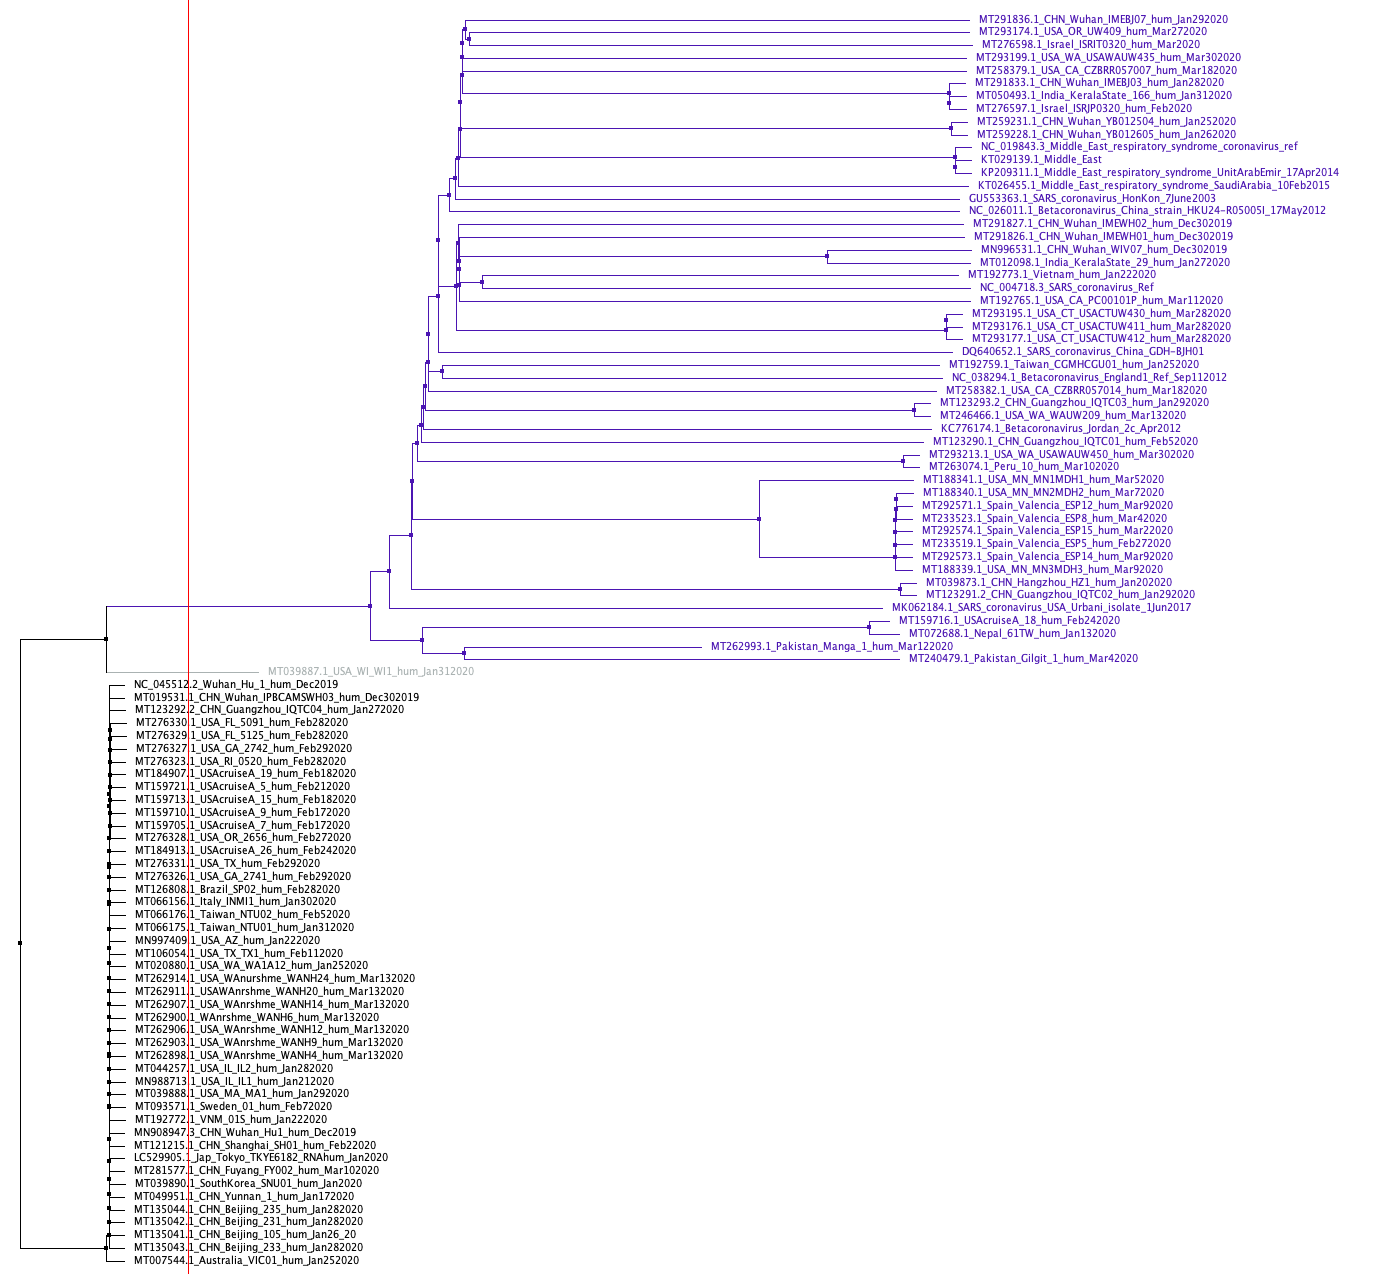 MT291836.1_CHN_Wuhan_IMEBJ07_hum_Jan292020
MT293174.1_USA_OR_UW409_hum_Mar272020
MT276598.1_Israel_ISRIT0320_hum_Mar2020
MT293199.1_USA_WA_USAWAUW435_hum_Mar302020
MT258379.1_USA_CA_CZBRR057007_hum_Mar182020
MT291833.1_CHN_Wuhan_IMEBJ03_hum_Jan282020
MT050493.1_India_KeralaState_166_hum_Jan312020
MT276597.1_Israel_ISRJP0320_hum_Feb2020
MT259231.1_CHN_Wuhan_YB012504_hum_Jan252020
MT259228.1_CHN_Wuhan_YB012605_hum_Jan262020
NC_019843.3_Middle_East_respiratory_syndrome_coronavirus_ref
KT029139.1_Middle_East
KP209311.1_Middle_East_respiratory_syndrome_UnitArabEmir_17Apr2014
KT026455.1_Middle_East_respiratory_syndrome_SaudiArabia_10Feb2015
GU553363.1_SARS_coronavirus_HonKon_7June2003
NC_026011.1_Betacoronavirus_China_strain_HKU24-R05005I_17May2012
MT291827.1_CHN_Wuhan_IMEWH02_hum_Dec302019
MT291826.1_CHN_Wuhan_IMEWH01_hum_Dec302019
MN996531.1_CHN_Wuhan_WIV07_hum_Dec302019
MT012098.1_India_KeralaState_29_hum_Jan272020
MT192773.1_Vietnam_hum_Jan222020
NC_004718.3_SARS_coronavirus_Ref
MT192765.1_USA_CA_PC00101P_hum_Mar112020
MT293195.1_USA_CT_USACTUW430_hum_Mar282020
MT293176.1_USA_CT_USACTUW411_hum_Mar282020
MT293177.1_USA_CT_USACTUW412_hum_Mar282020
DQ640652.1_SARS_coronavirus_China_GDH-BJH01
MT192759.1_Taiwan_CGMHCGU01_hum_Jan252020
NC_038294.1_Betacoronavirus_England1_Ref_Sep112012
MT258382.1_USA_CA_CZBRR057014_hum_Mar182020
MT123293.2_CHN_Guangzhou_IQTC03_hum_Jan292020
MT246466.1_USA_WA_WAUW209_hum_Mar132020
KC776174.1_Betacoronavirus_Jordan_2c_Apr2012
MT123290.1_CHN_Guangzhou_IQTC01_hum_Feb52020
MT293213.1_USA_WA_USAWAUW450_hum_Mar302020
MT263074.1_Peru_10_hum_Mar102020
MT188341.1_USA_MN_MN1MDH1_hum_Mar52020
MT188340.1_USA_MN_MN2MDH2_hum_Mar72020
MT292571.1_Spain_Valencia_ESP12_hum_Mar92020
MT233523.1_Spain_Valencia_ESP8_hum_Mar42020
MT292574.1_Spain_Valencia_ESP15_hum_Mar22020
MT233519.1_Spain_Valencia_ESP5_hum_Feb272020
MT292573.1_Spain_Valencia_ESP14_hum_Mar92020
MT188339.1_USA_MN_MN3MDH3_hum_Mar92020
MT039873.1_CHN_Hangzhou_HZ1_hum_Jan202020
MT123291.2_CHN_Guangzhou_IQTC02_hum_Jan292020
MK062184.1_SARS_coronavirus_USA_Urbani_isolate_1Jun2017
MT159716.1_USAcruiseA_18_hum_Feb242020
MT072688.1_Nepal_61TW_hum_Jan132020
MT262993.1_Pakistan_Manga_1_hum_Mar122020
MT240479.1_Pakistan_Gilgit_1_hum_Mar42020
MT039887.1_USA_WI_WI1_hum_Jan312020
NC_045512.2_Wuhan_Hu_1_hum_Dec2019
MT019531.1_CHN_Wuhan_IPBCAMSWH03_hum_Dec302019
MT123292.2_CHN_Guangzhou_IQTC04_hum_Jan272020
MT276330.1_USA_FL_5091_hum_Feb282020
MT276329.1_USA_FL_5125_hum_Feb282020
MT276327.1_USA_GA_2742_hum_Feb292020
MT276323.1_USA_RI_0520_hum_Feb282020
MT184907.1_USAcruiseA_19_hum_Feb182020
MT159721.1_USAcruiseA_5_hum_Feb212020
MT159713.1_USAcruiseA_15_hum_Feb182020
MT159710.1_USAcruiseA_9_hum_Feb172020
MT159705.1_USAcruiseA_7_hum_Feb172020
MT276328.1_USA_OR_2656_hum_Feb272020
MT184913.1_USAcruiseA_26_hum_Feb242020
MT276331.1_USA_TX_hum_Feb292020
MT276326.1_USA_GA_2741_hum_Feb292020
MT126808.1_Brazil_SP02_hum_Feb282020
MT066156.1_Italy_INMI1_hum_Jan302020
MT066176.1_Taiwan_NTU02_hum_Feb52020
MT066175.1_Taiwan_NTU01_hum_Jan312020
MN997409.1_USA_AZ_hum_Jan222020
MT106054.1_USA_TX_TX1_hum_Feb112020
MT020880.1_USA_WA_WA1A12_hum_Jan252020
MT262914.1_USA_WAnurshme_WANH24_hum_Mar132020
MT262911.1_USAWAnrshme_WANH20_hum_Mar132020
MT262907.1_USA_WAnrshme_WANH14_hum_Mar132020
MT262900.1_WAnrshme_WANH6_hum_Mar132020
MT262906.1_USA_WAnrshme_WANH12_hum_Mar132020
MT262903.1_USA_WAnrshme_WANH9_hum_Mar132020
MT262898.1_USA_WAnrshme_WANH4_hum_Mar132020
MT044257.1_USA_IL_IL2_hum_Jan282020
MN988713.1_USA_IL_IL1_hum_Jan212020
MT039888.1_USA_MA_MA1_hum_Jan292020
MT093571.1_Sweden_01_hum_Feb72020
MT192772.1_VNM_01S_hum_Jan222020
MN908947.3_CHN_Wuhan_Hu1_hum_Dec2019
MT121215.1_CHN_Shanghai_SH01_hum_Feb22020
LC529905.1_Jap_Tokyo_TKYE6182_RNAhum_Jan2020
MT281577.1_CHN_Fuyang_FY002_hum_Mar102020
MT039890.1_SouthKorea_SNU01_hum_Jan2020
MT049951.1_CHN_Yunnan_1_hum_Jan172020
MT135044.1_CHN_Beijing_235_hum_Jan282020
MT135042.1_CHN_Beijing_231_hum_Jan282020
MT135041.1_CHN_Beijing_105_hum_Jan26_20
MT135043.1_CHN_Beijing_233_hum_Jan282020
MT007544.1_Australia_VIC01_hum_Jan252020